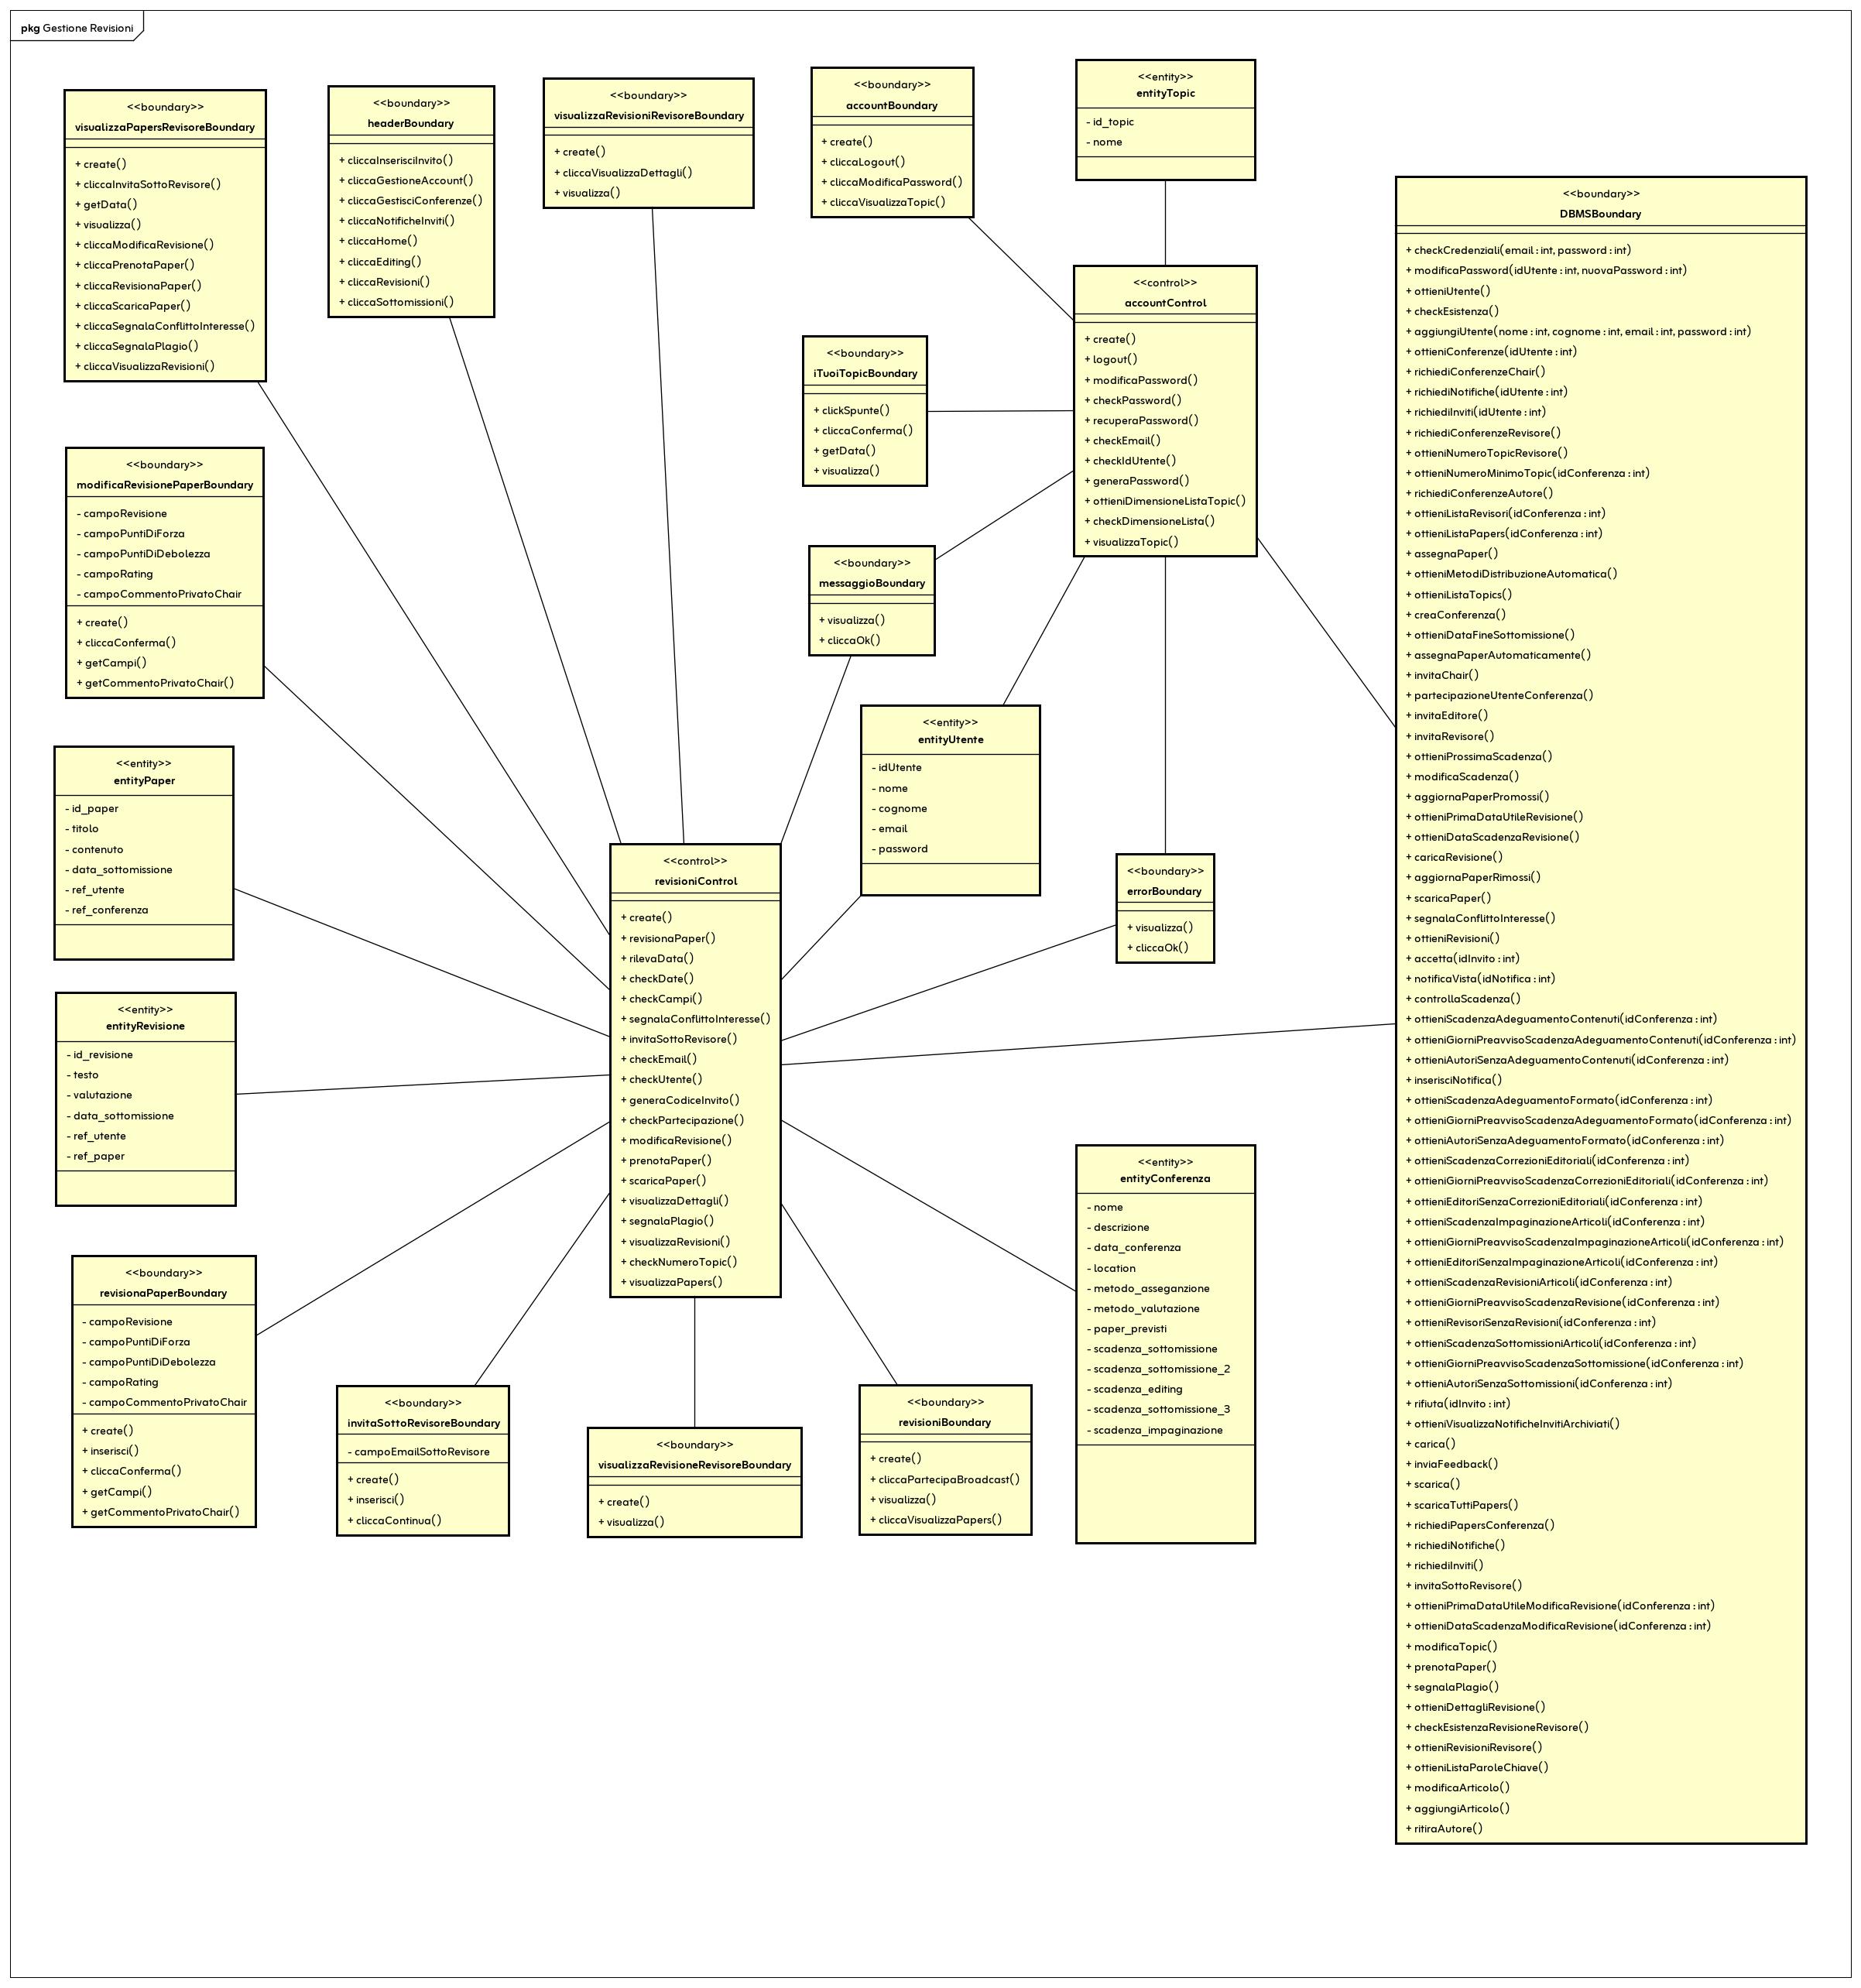 pkg Gestione Revisioni
<<boundary>>
visualizzaPapersRevisoreBoundary
+ create()
+ cliccaInvitaSottoRevisore()
+ getData()
+ visualizza()
+ cliccaModificaRevisione()
+ cliccaPrenotaPaper()
+ cliccaRevisionaPaper()
+ cliccaScaricaPaper()
+ cliccaSegnalaConflittoInteresse()
+ cliccaSegnalaPlagio()
+ cliccaVisualizzaRevisioni()
<<boundary>>
headerBoundary
+ cliccaInserisciInvito()
+ cliccaGestioneAccount()
+ cliccaGestisciConferenze()
+ cliccaNotificheInviti()
+ cliccaHome()
+ cliccaEditing()
+ cliccaRevisioni()
+ cliccaSottomissioni()
<<boundary>>
visualizzaRevisioniRevisoreBoundary
+ create()
+ cliccaVisualizzaDettagli()
+ visualizza()
<<boundary>>
accountBoundary
+ create()
+ cliccaLogout()
+ cliccaModificaPassword()
+ cliccaVisualizzaTopic()
<<entity>>
entityTopic
- id_topic
- nome
<<control>>
accountControl
+ create()
+ logout()
+ modificaPassword()
+ checkPassword()
+ recuperaPassword()
+ checkEmail()
+ checkIdUtente()
+ generaPassword()
+ ottieniDimensioneListaTopic()
+ checkDimensioneLista()
+ visualizzaTopic()
<<boundary>>
iTuoiTopicBoundary
+ clickSpunte()
+ cliccaConferma()
+ getData()
+ visualizza()
<<boundary>>
messaggioBoundary
+ visualizza()
+ cliccaOk()
<<boundary>>
modificaRevisionePaperBoundary
- campoRevisione
- campoPuntiDiForza
- campoPuntiDiDebolezza
- campoRating
- campoCommentoPrivatoChair
+ create()
+ cliccaConferma()
+ getCampi()
+ getCommentoPrivatoChair()
<<entity>>
entityUtente
- idUtente
- nome
- cognome
- email
- password
<<entity>>
entityPaper
- id_paper
- titolo
- contenuto
- data_sottomissione
- ref_utente
- ref_conferenza
<<control>>
revisioniControl
+ create()
+ revisionaPaper()
+ rilevaData()
+ checkDate()
+ checkCampi()
+ segnalaConflittoInteresse()
+ invitaSottoRevisore()
+ checkEmail()
+ checkUtente()
+ generaCodiceInvito()
+ checkPartecipazione()
+ modificaRevisione()
+ prenotaPaper()
+ scaricaPaper()
+ visualizzaDettagli()
+ segnalaPlagio()
+ visualizzaRevisioni()
+ checkNumeroTopic()
+ visualizzaPapers()
<<boundary>>
errorBoundary
+ visualizza()
+ cliccaOk()
<<entity>>
entityRevisione
- id_revisione
- testo
- valutazione
- data_sottomissione
- ref_utente
- ref_paper
<<boundary>>
revisionaPaperBoundary
- campoRevisione
- campoPuntiDiForza
- campoPuntiDiDebolezza
- campoRating
- campoCommentoPrivatoChair
+ create()
+ inserisci()
+ cliccaConferma()
+ getCampi()
+ getCommentoPrivatoChair()
<<boundary>>
invitaSottoRevisoreBoundary
- campoEmailSottoRevisore
+ create()
+ inserisci()
+ cliccaContinua()
<<boundary>>
visualizzaRevisioneRevisoreBoundary
+ create()
+ visualizza()
<<boundary>>
revisioniBoundary
+ create()
+ cliccaPartecipaBroadcast()
+ visualizza()
+ cliccaVisualizzaPapers()
<<entity>>
entityConferenza
- nome
- descrizione
- data_conferenza
- location
- metodo_asseganzione
- metodo_valutazione
- paper_previsti
- scadenza_sottomissione
- scadenza_sottomissione_2
- scadenza_editing
- scadenza_sottomissione_3
- scadenza_impaginazione
<<boundary>>
DBMSBoundary
+ checkCredenziali(email : int, password : int)
+ modificaPassword(idUtente : int, nuovaPassword : int)
+ ottieniUtente()
+ checkEsistenza()
+ aggiungiUtente(nome : int, cognome : int, email : int, password : int)
+ ottieniConferenze(idUtente : int)
+ richiediConferenzeChair()
+ richiediNotifiche(idUtente : int)
+ richiediInviti(idUtente : int)
+ richiediConferenzeRevisore()
+ ottieniNumeroTopicRevisore()
+ ottieniNumeroMinimoTopic(idConferenza : int)
+ richiediConferenzeAutore()
+ ottieniListaRevisori(idConferenza : int)
+ ottieniListaPapers(idConferenza : int)
+ assegnaPaper()
+ ottieniMetodiDistribuzioneAutomatica()
+ ottieniListaTopics()
+ creaConferenza()
+ ottieniDataFineSottomissione()
+ assegnaPaperAutomaticamente()
+ invitaChair()
+ partecipazioneUtenteConferenza()
+ invitaEditore()
+ invitaRevisore()
+ ottieniProssimaScadenza()
+ modificaScadenza()
+ aggiornaPaperPromossi()
+ ottieniPrimaDataUtileRevisione()
+ ottieniDataScadenzaRevisione()
+ caricaRevisione()
+ aggiornaPaperRimossi()
+ scaricaPaper()
+ segnalaConflittoInteresse()
+ ottieniRevisioni()
+ accetta(idInvito : int)
+ notificaVista(idNotifica : int)
+ controllaScadenza()
+ ottieniScadenzaAdeguamentoContenuti(idConferenza : int)
+ ottieniGiorniPreavvisoScadenzaAdeguamentoContenuti(idConferenza : int)
+ ottieniAutoriSenzaAdeguamentoContenuti(idConferenza : int)
+ inserisciNotifica()
+ ottieniScadenzaAdeguamentoFormato(idConferenza : int)
+ ottieniGiorniPreavvisoScadenzaAdeguamentoFormato(idConferenza : int)
+ ottieniAutoriSenzaAdeguamentoFormato(idConferenza : int)
+ ottieniScadenzaCorrezioniEditoriali(idConferenza : int)
+ ottieniGiorniPreavvisoScadenzaCorrezioniEditoriali(idConferenza : int)
+ ottieniEditoriSenzaCorrezioniEditoriali(idConferenza : int)
+ ottieniScadenzaImpaginazioneArticoli(idConferenza : int)
+ ottieniGiorniPreavvisoScadenzaImpaginazioneArticoli(idConferenza : int)
+ ottieniEditoriSenzaImpaginazioneArticoli(idConferenza : int)
+ ottieniScadenzaRevisioniArticoli(idConferenza : int)
+ ottieniGiorniPreavvisoScadenzaRevisione(idConferenza : int)
+ ottieniRevisoriSenzaRevisioni(idConferenza : int)
+ ottieniScadenzaSottomissioniArticoli(idConferenza : int)
+ ottieniGiorniPreavvisoScadenzaSottomissione(idConferenza : int)
+ ottieniAutoriSenzaSottomissioni(idConferenza : int)
+ rifiuta(idInvito : int)
+ ottieniVisualizzaNotificheInvitiArchiviati()
+ carica()
+ inviaFeedback()
+ scarica()
+ scaricaTuttiPapers()
+ richiediPapersConferenza()
+ richiediNotifiche()
+ richiediInviti()
+ invitaSottoRevisore()
+ ottieniPrimaDataUtileModificaRevisione(idConferenza : int)
+ ottieniDataScadenzaModificaRevisione(idConferenza : int)
+ modificaTopic()
+ prenotaPaper()
+ segnalaPlagio()
+ ottieniDettagliRevisione()
+ checkEsistenzaRevisioneRevisore()
+ ottieniRevisioniRevisore()
+ ottieniListaParoleChiave()
+ modificaArticolo()
+ aggiungiArticolo()
+ ritiraAutore()